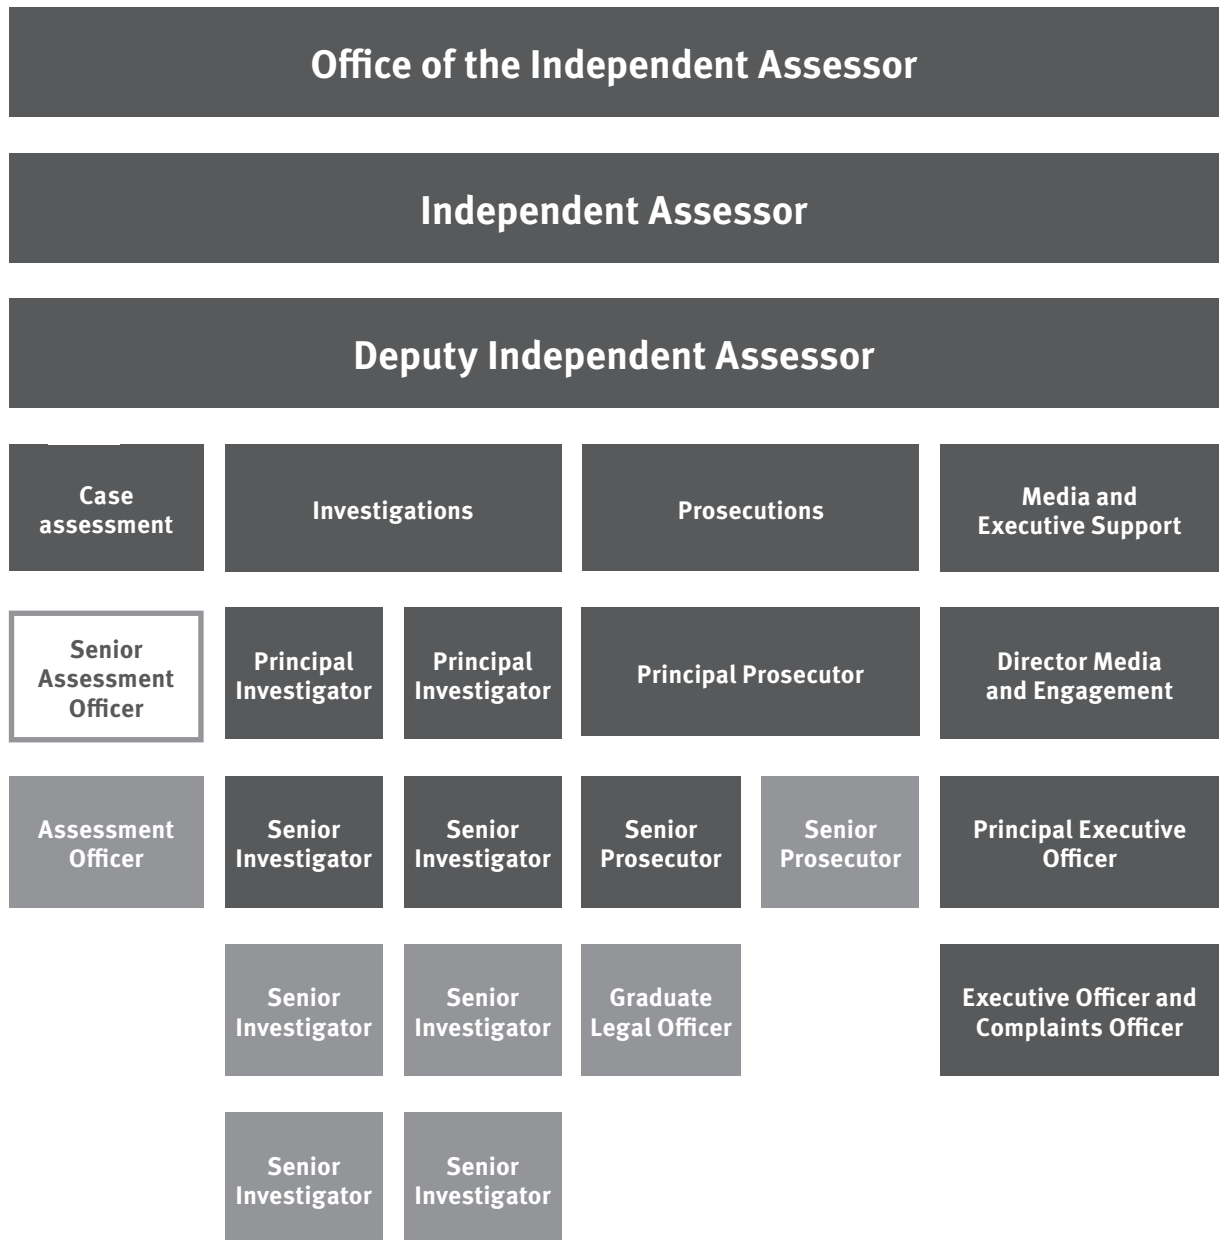 Office of the Independent Assessor
Independent Assessor
Deputy Independent Assessor
Case
assessment
Investigations
Prosecutions
Media and
Executive Support
Senior
Assessment
Officer
Principal
Investigator
Principal
Investigator
Principal Prosecutor
Director Media
and Engagement
Assessment
Officer
Senior
Investigator
Senior
Investigator
Senior
Prosecutor
Senior
Prosecutor
Principal Executive
Officer
Senior
Investigator
Senior
Investigator
Graduate
Legal Officer
Executive Officer and
Complaints Officer
Senior
Investigator
Senior
Investigator